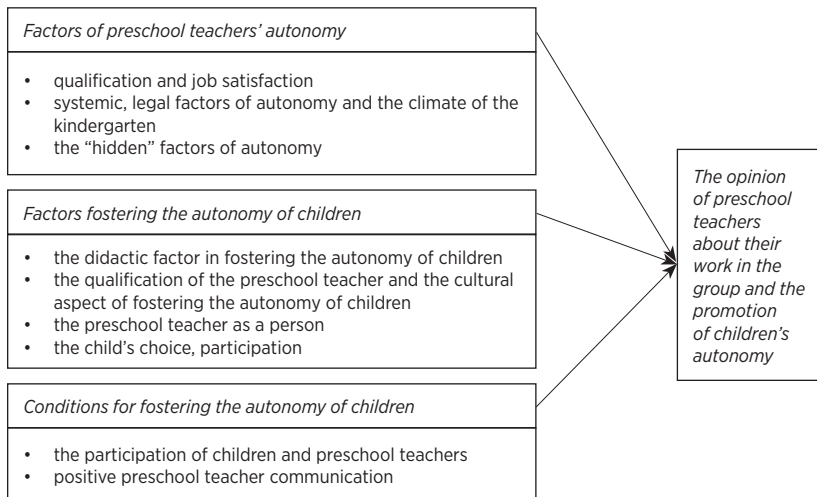 Factors of preschool teachers’ autonomy
• qualification and job satisfaction
• systemic, legal factors of autonomy and the climate of the
kindergarten
• the “hidden” factors of autonomy
Factors fostering the autonomy of children
• the didactic factor in fostering the autonomy of children
• the qualification of the preschool teacher and the cultural
aspect of fostering the autonomy of children
• the preschool teacher as a person
• the child’s choice, participation
Conditions for fostering the autonomy of children
• the participation of children and preschool teachers
• positive preschool teacher communication
The opinion
of preschool
teachers
about their
work in the
group and the
promotion
of children’s
autonomy